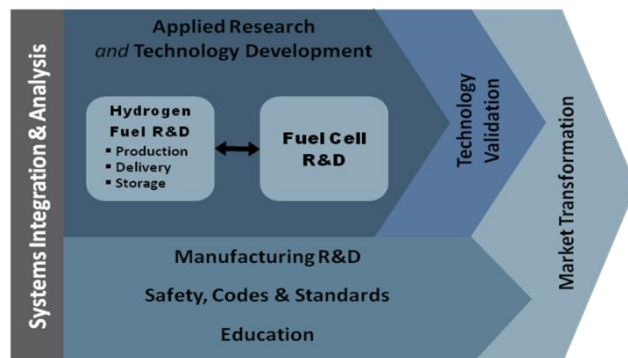 Systems Integration & Analysis
Applied Research
and Technology Development
Hydrogen
Fuel R&D
▪ Production
▪ Delivery
▪ Storage
Fuel Cell
R&D
Technology
Validation
Market Transformation
Manufacturing R&D
Safety, Codes & Standards
Education